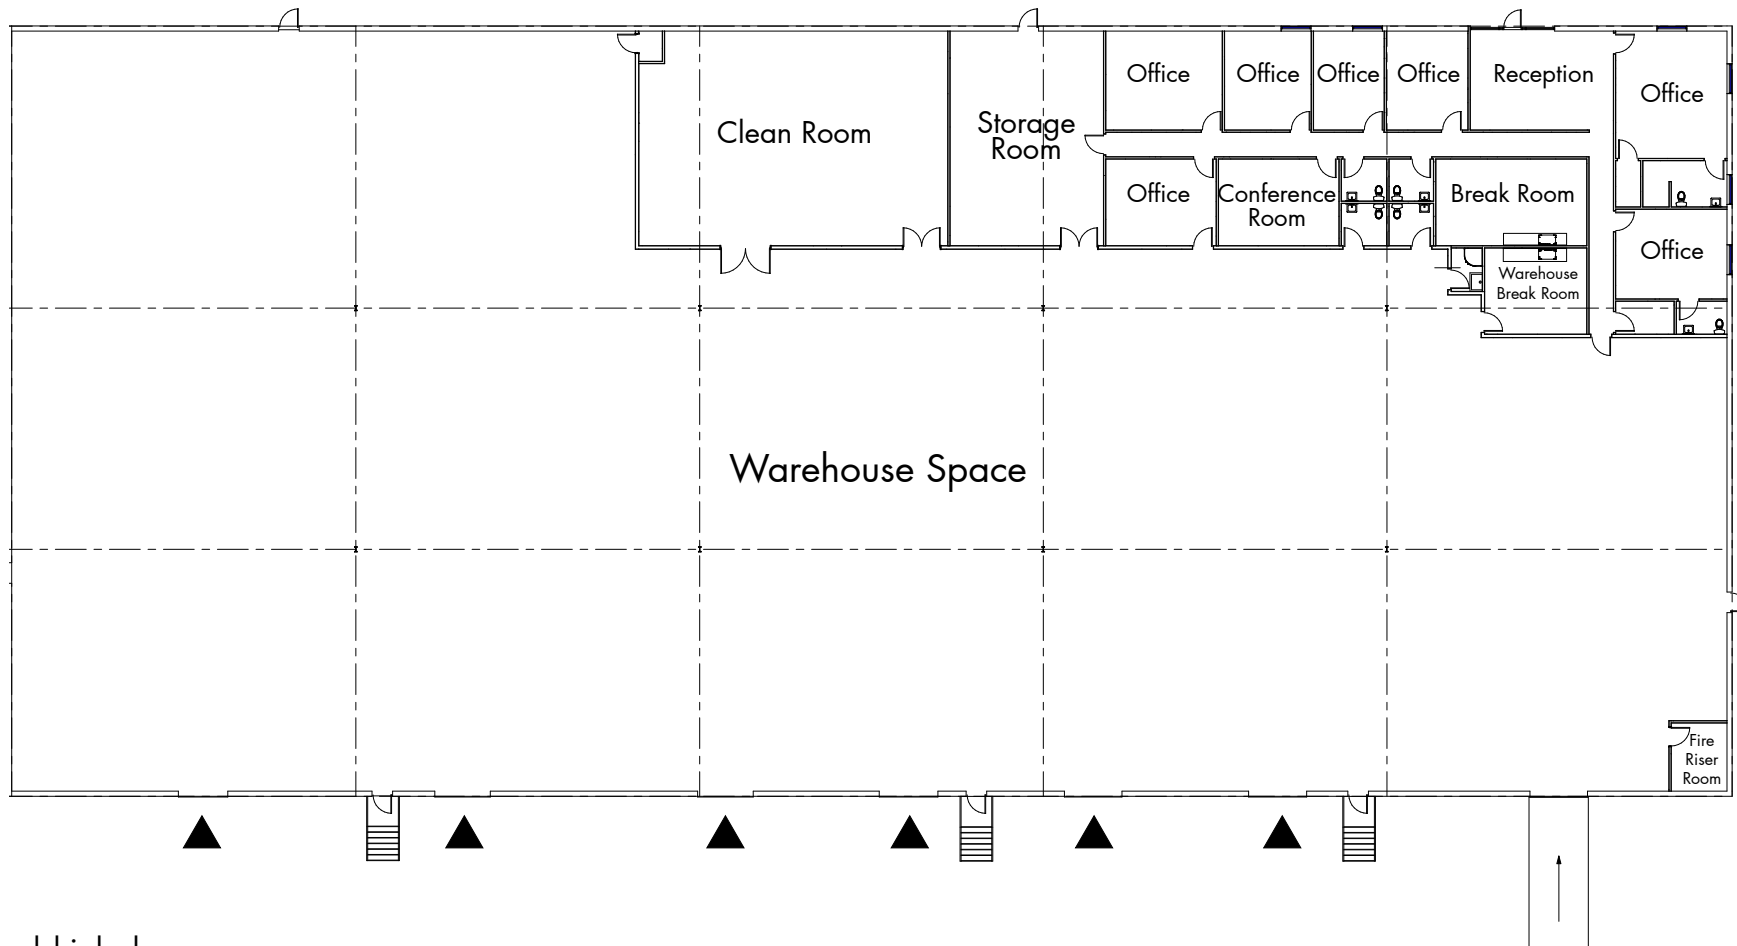 Office
Office
Office
Office
Reception
Office
Clean Room
Storage
Room
Office
Conference
Room
Break Room
Office
Warehouse
Break Room
Warehouse Space
Fire
Riser
Room